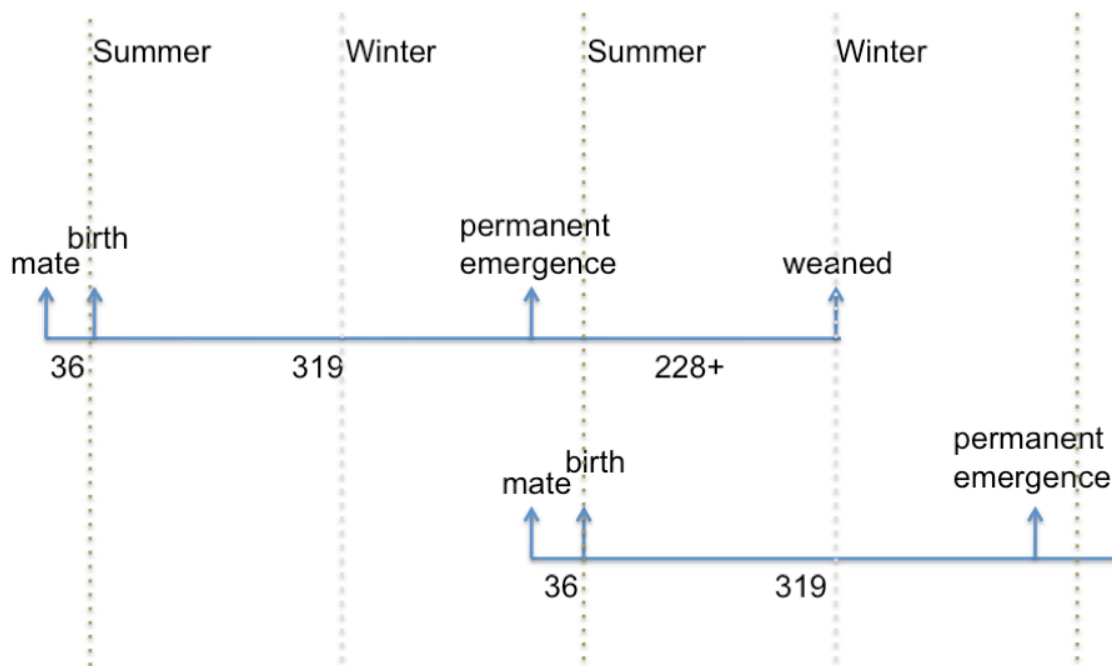 Summer
Winter
Summer
Winter
birth
mate
permanent
emergence
weaned
36
319
228+
birth
mate
permanent
emergence
36
319